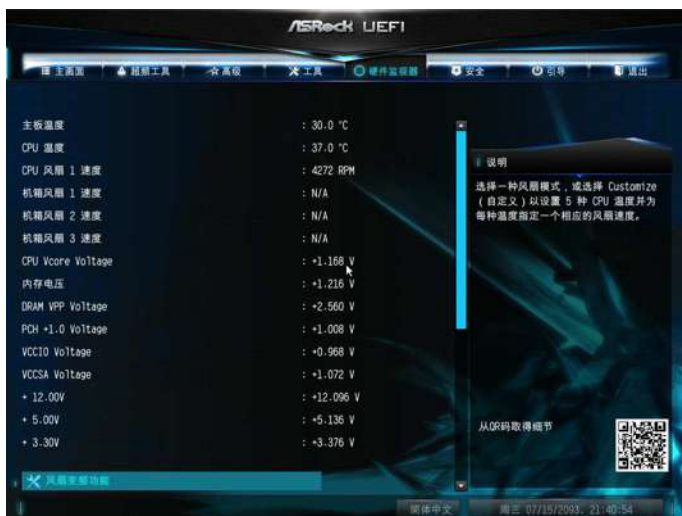 ASRock UEFI
主画面 超频工具 高级 工具 硬件监视器 安全 引导 退出
主板温度 : 30.0 °C
CPU 温度 : 37.0 °C
CPU 风扇 1 速度 : 4272 RPM
机箱风扇 1 速度 : N/A
机箱风扇 2 速度 : N/A
机箱风扇 3 速度 : N/A
CPU Vcore Voltage : +1.168 V
内存电压 : +1.216 V
DRAM VPP Voltage : +2.560 V
PCH +1.0 Voltage : +1.008 V
VCCIO Voltage : +0.968 V
VCCSA Voltage : +1.072 V
+ 12.00V : +12.096 V
+ 5.00V : +5.136 V
+ 3.30V : +3.376 V
风扇变频功能
说明
选择一种风扇模式，或选择 Customize
(自定义)以设置 5 种 CPU 温度并为
每种温度指定一个相应的风扇速度。
从QR码取得细节
简体中文 周三 07/15/2093. 21:40:54